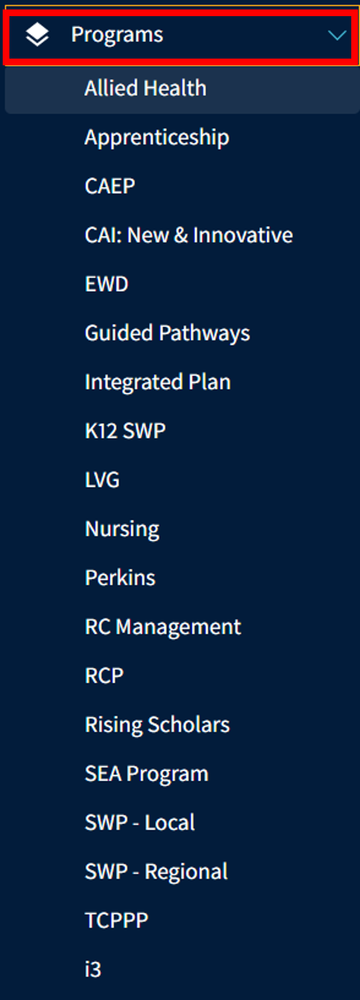 Programs
Allied Health
Apprenticeship
CAEP
CAI: New & Innovative
EWD
Guided Pathways
Integrated Plan
K12 SWP
LVG
Nursing
Perkins
RC Management
RCP
Rising Scholars
SEA Program
SWP - Local
SWP - Regional
TCPPP
i3